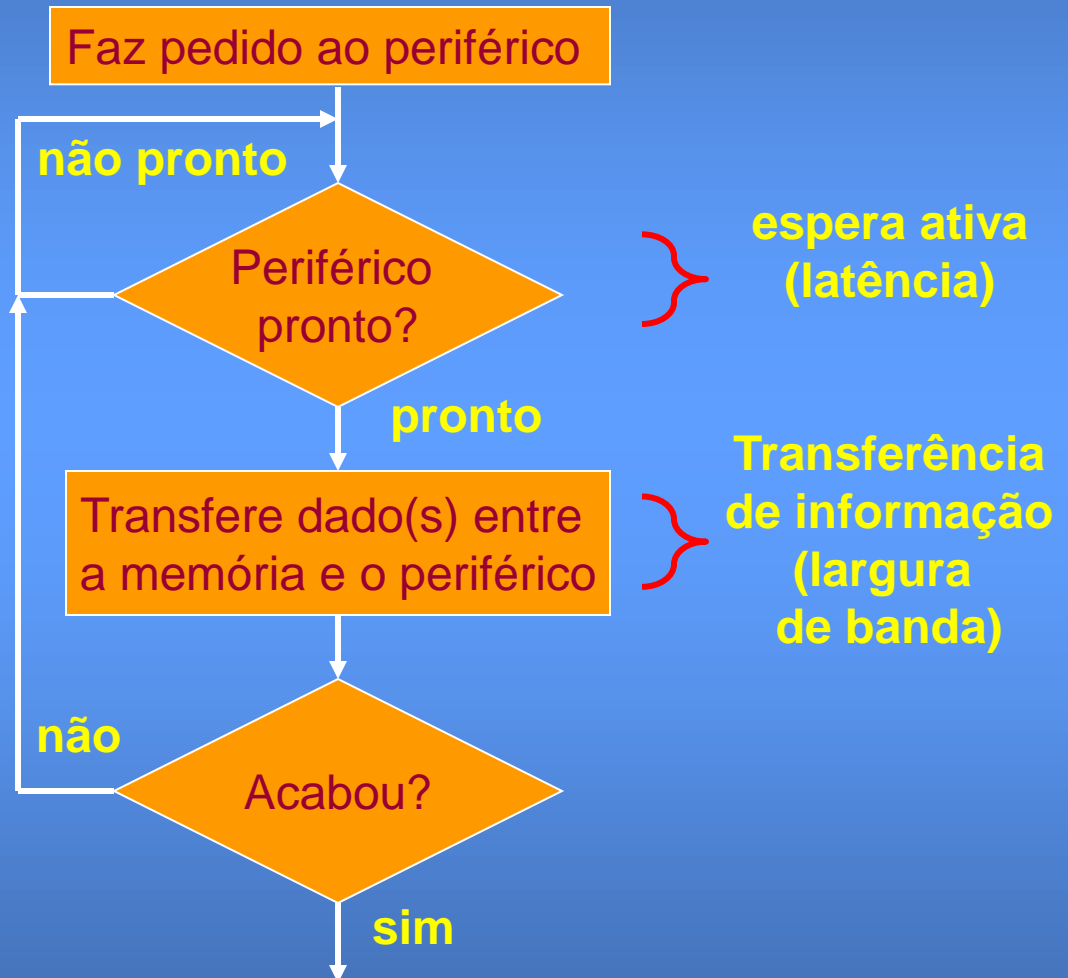 Faz pedido ao periférico
não pronto
Periférico
pronto?
espera ativa
(latência)
pronto
Transfere dado(s) entre
a memória e o periférico
Transferência
de informação
(largura
de banda)
não
Acabou?
sim